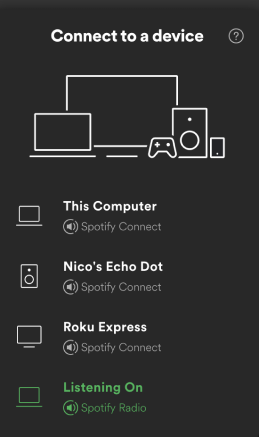 Connect to a device
?
This Computer
Spotify Connect
Nico's Echo Dot
Spotify Connect
Roku Express
Spotify Connect
Listening On
Spotify Radio